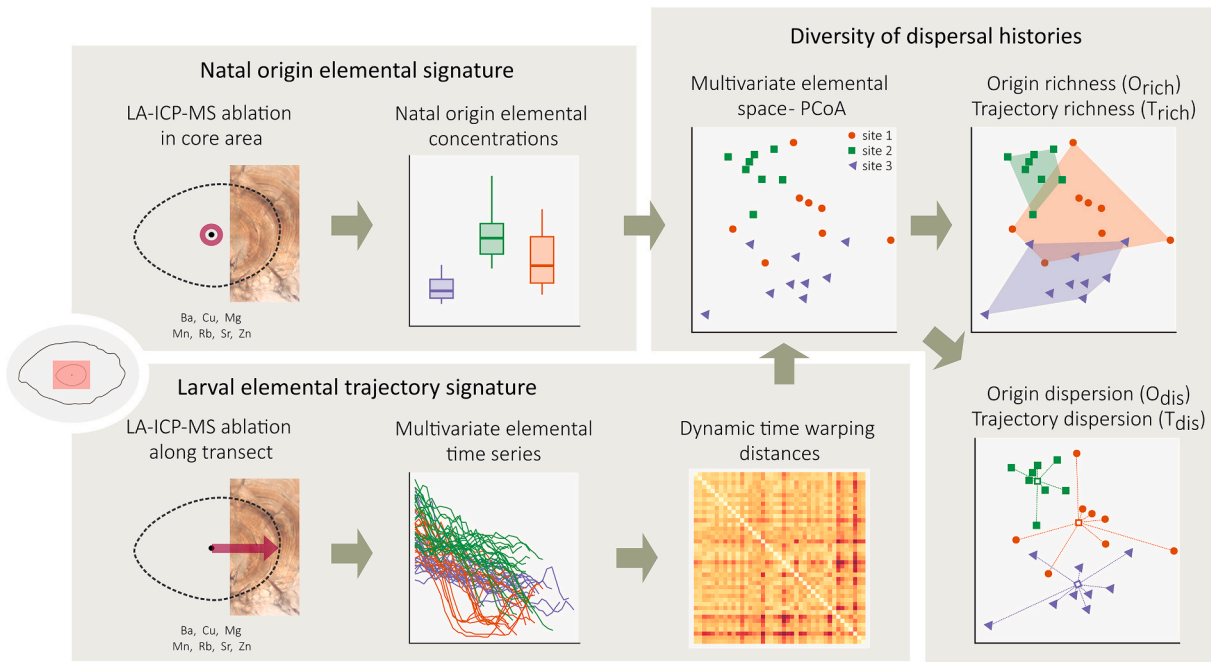 Natal origin elemental signature
LA-ICP-MS ablation
in core area
Ba, Cu, Mg
Mn, Rb, Sr, Zn
Natal origin elemental
concentrations
Larval elemental trajectory signature
LA-ICP-MS ablation
along transect
Ba, Cu, Mg
Mn, Rb, Sr, Zn
Multivariate elemental
time series
Dynamic time warping
distances
Diversity of dispersal histories
Multivariate elemental
space- PCoA
site 1
site 2
site 3
Origin richness (Orich)
Trajectory richness (Trich)
Origin dispersion (Odis)
Trajectory dispersion (Tdis)